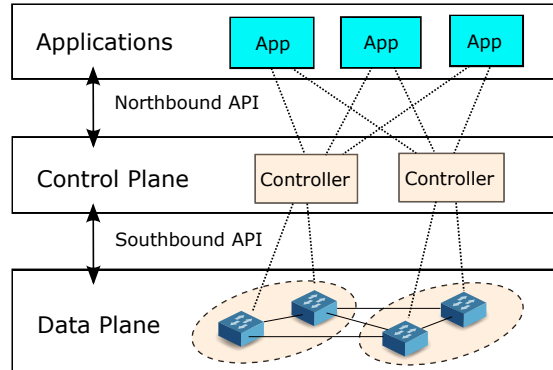 Applications
App
App
App
Northbound API
Control Plane
Controller
Controller
Southbound API
Data Plane